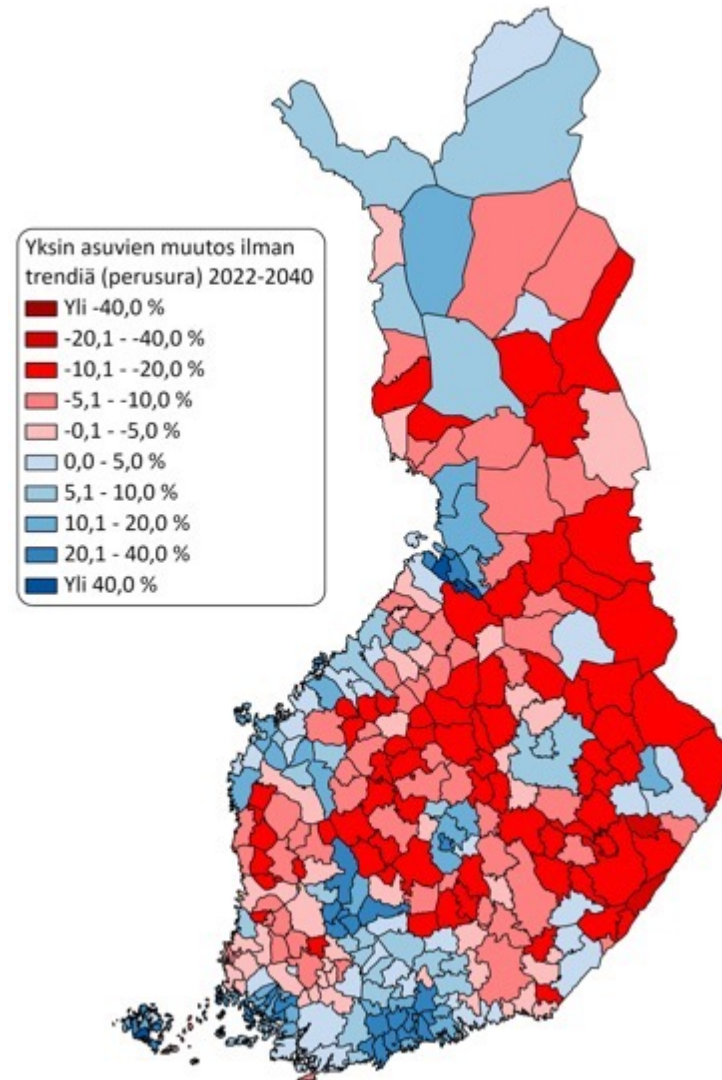 Yksin asuvien muutos ilman
trendiä (perusura) 2022-2040
Yli -40,0 %
-20,1 - -40,0 %
-10,1 - -20,0 %
-5,1 - -10,0 %
-0,1 - -5,0 %
0,0 - 5,0 %
5,1 - 10,0 %
10,1 - 20,0 %
20,1 - 40,0 %
Yli 40,0 %